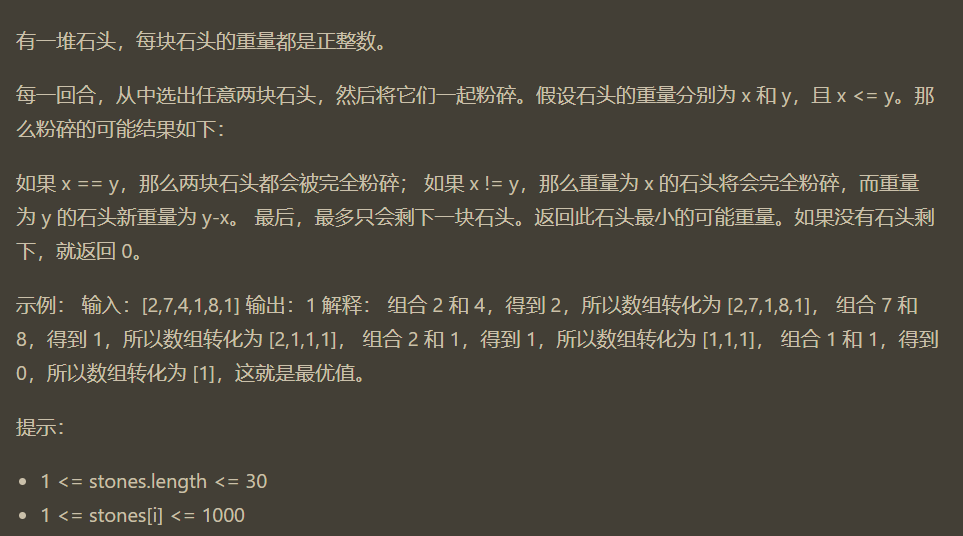 有一堆石头，每块石头的重量都是正整数。
每一回合，从中选出任意两块石头，然后将它们一起粉碎。假设石头的重量分别为 x 和 y，且 x <= y。那
么粉碎的可能结果如下：
如果 x == y，那么两块石头都会被完全粉碎； 如果 x != y，那么重量为 x 的石头将会完全粉碎，而重量
为 y 的石头新重量为 y-x。 最后，最多只会剩下一块石头。返回此石头最小的可能重量。如果没有石头剩
下，就返回 0。
示例： 输入：[2,7,4,1,8,1] 输出：1 解释： 组合 2 和 4，得到 2，所以数组转化为 [2,7,1,8,1]， 组合 7 和
8，得到 1，所以数组转化为 [2,1,1,1]， 组合 2 和 1，得到 1，所以数组转化为 [1,1,1]， 组合 1 和 1，得到
0，所以数组转化为 [1]，这就是最优值。
提示：
• 1 <= stones.length <= 30
• 1 <= stones[i] <= 1000